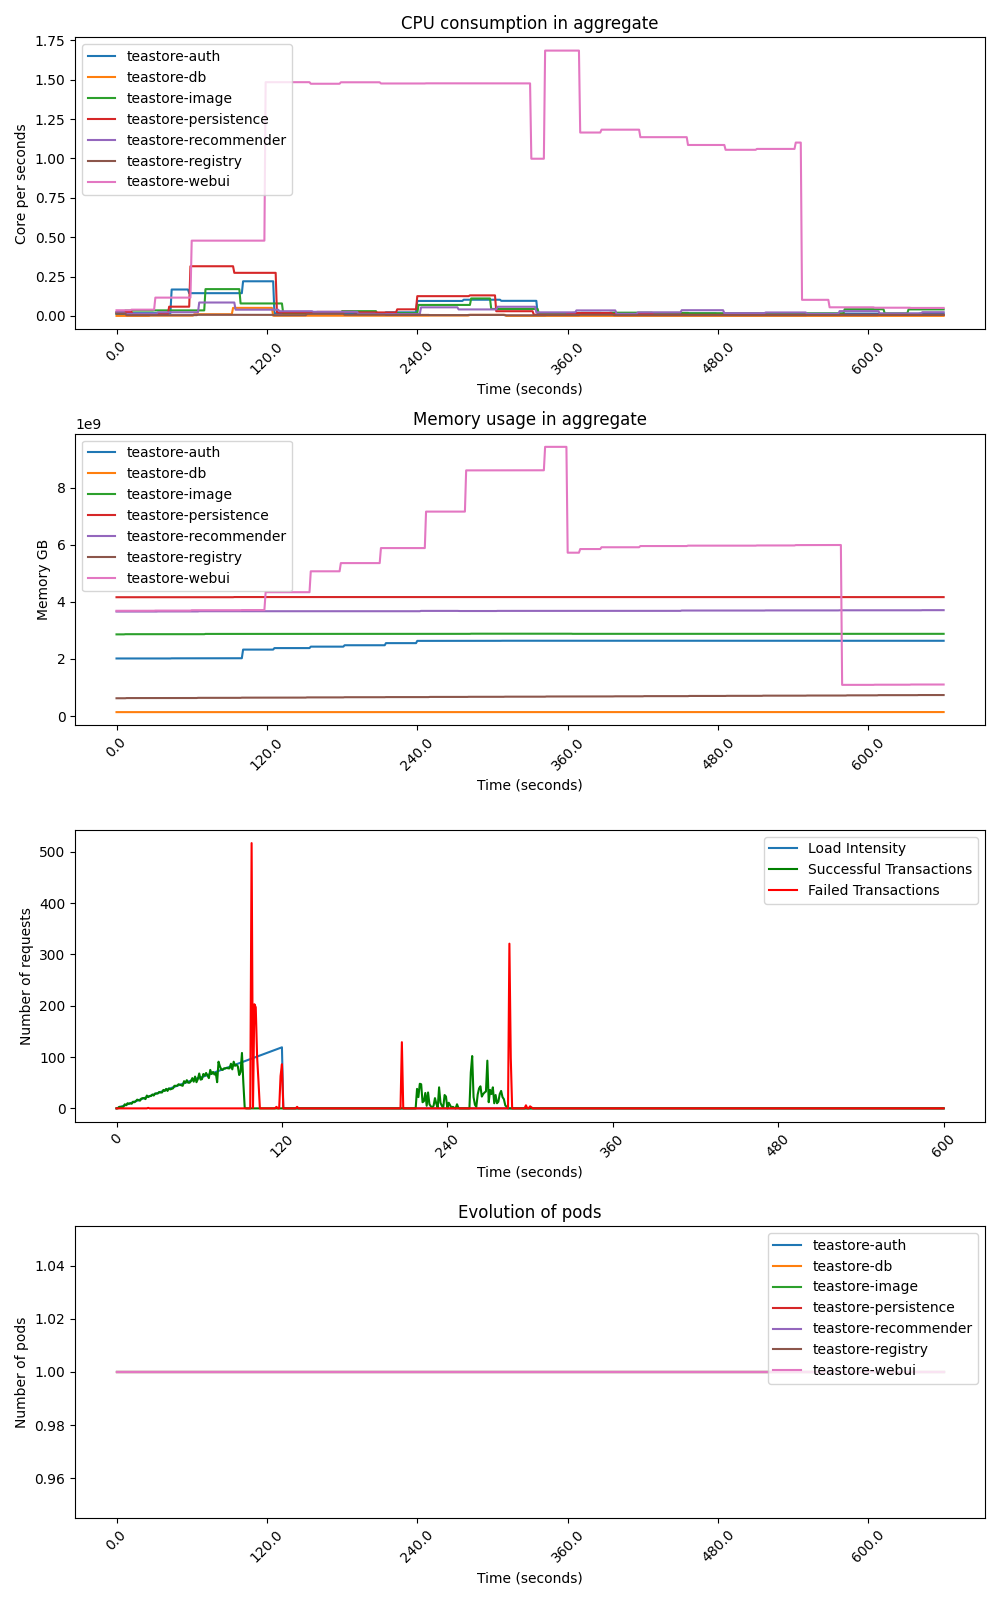 CPU consumption in aggregate
1.75
1.50
1.25
1.00
0.75
0.50
0.25
0.00
Core per seconds
teastore-auth
teastore-db
teastore-image
teastore-persistence
teastore-recommender
teastore-registry
teastore-webui
0.0
120.0
240.0
360.0
480.0
600.0
Time (seconds)
Memory usage in aggregate
1e9
8
6
4
2
0
Memory GB
teastore-auth
teastore-db
teastore-image
teastore-persistence
teastore-recommender
teastore-registry
teastore-webui
0.0
120.0
240.0
360.0
480.0
600.0
Time (seconds)
500
400
300
200
100
0
Number of requests
Load Intensity
Successful Transactions
Failed Transactions
0
120
240
360
480
600
Time (seconds)
Evolution of pods
1.04
1.02
1.00
0.98
0.96
Number of pods
teastore-auth
teastore-db
teastore-image
teastore-persistence
teastore-recommender
teastore-registry
teastore-webui
0.0
120.0
240.0
360.0
480.0
600.0
Time (seconds)